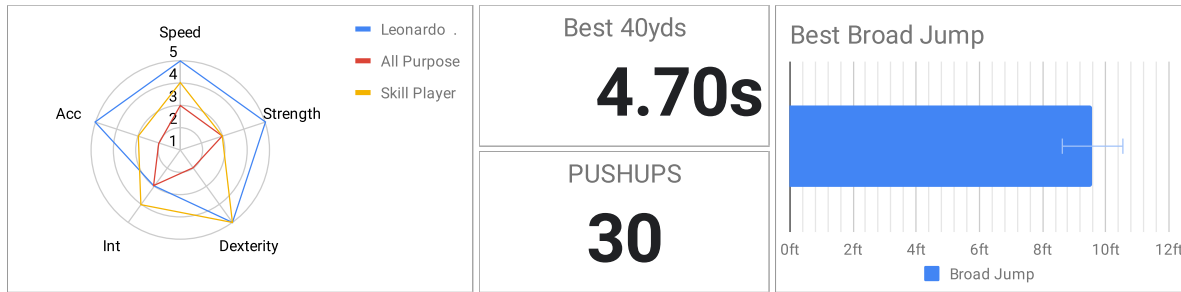 Speed
5
4
3
2
1
Acc
Strength
Int
Dexterity
Leonardo .
All Purpose
Skill Player
Best 40yds
4.70s
PUSHUPS
30
Best Broad Jump
0ft 2ft 4ft 6ft 8ft 10ft 12ft
Broad Jump